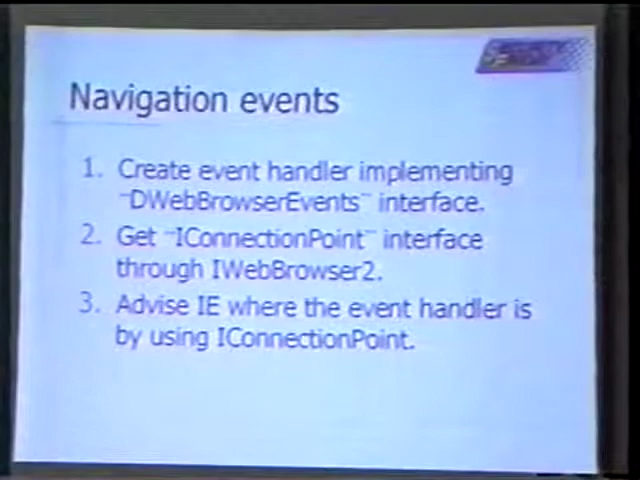 Navigation events
1. Create event handler implementing
"DWebBrowserEvents" interface.
2. Get "IConnectionPoint" interface
through IWebBrowser2.
3. Advise IE where the event handler is
by using IConnectionPoint.